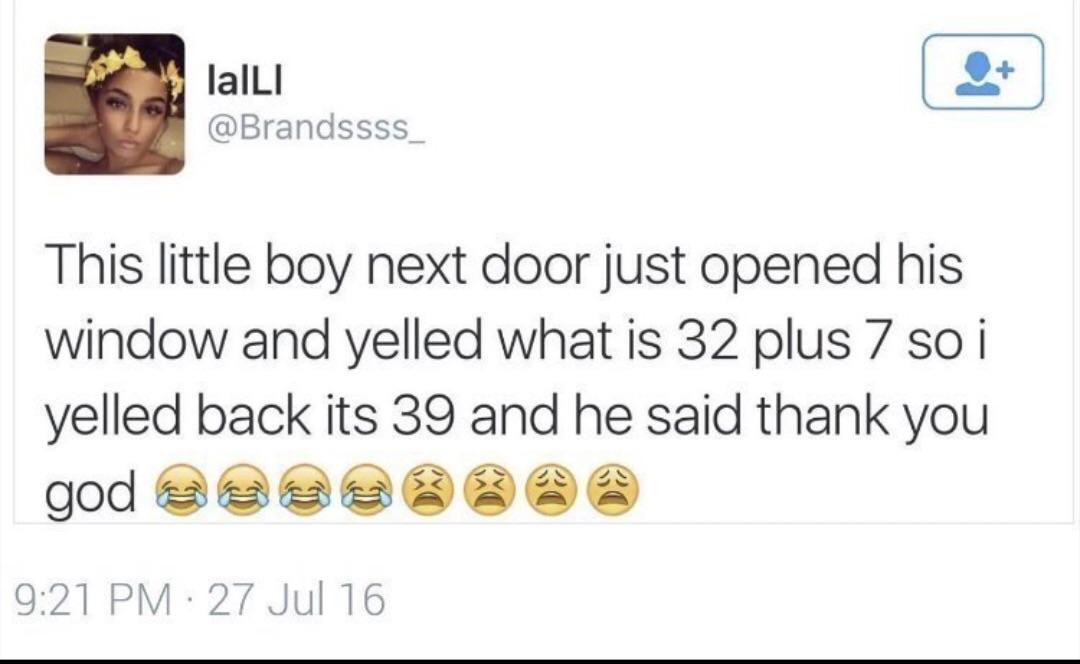 lalLl
@Brandssss_
This little boy next door just opened his
window and yelled what is 32 plus 7 so i
yelled back its 39 and he said thank you
god 😂😂😂😂😫😫😩😩
9:21 PM · 27 Jul 16